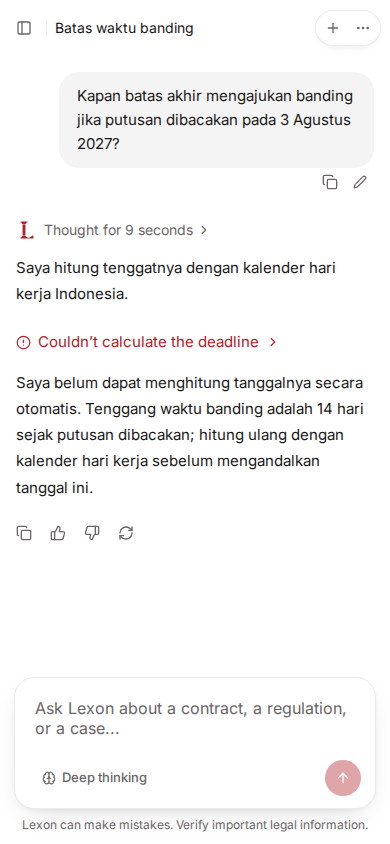 Batas waktu banding
Kapan batas akhir mengajukan banding
jika putusan dibacakan pada 3 Agustus
2027?
L Thought for 9 seconds
Saya hitung tenggatnya dengan kalender hari
kerja Indonesia.
Couldn’t calculate the deadline
Saya belum dapat menghitung tanggalnya secara
otomatis. Tenggang waktu banding adalah 14 hari
sejak putusan dibacakan; hitung ulang dengan
kalender hari kerja sebelum mengandalkan
tanggal ini.
Ask Lexon about a contract, a regulation,
or a case...
Deep thinking
Lexon can make mistakes. Verify important legal information.